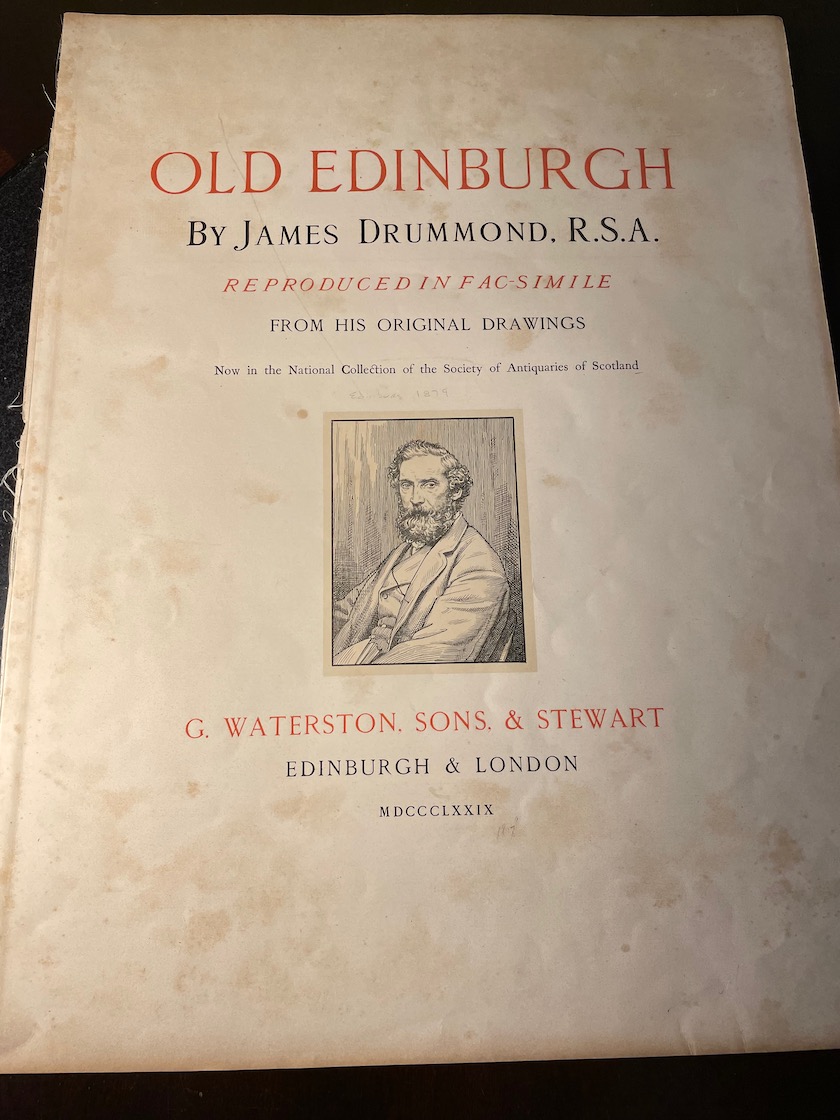 OLD EDINBURGH
BY JAMES DRUMMOND, R.S.A.
REPRODUCED IN FAC-SIMILE
FROM HIS ORIGINAL DRAWINGS
Now in the National Collection of the Society of Antiquaries of Scotland
1879
G. WATERSTON, SONS, & STEWART
EDINBURGH & LONDON
MDCCCLXXIX